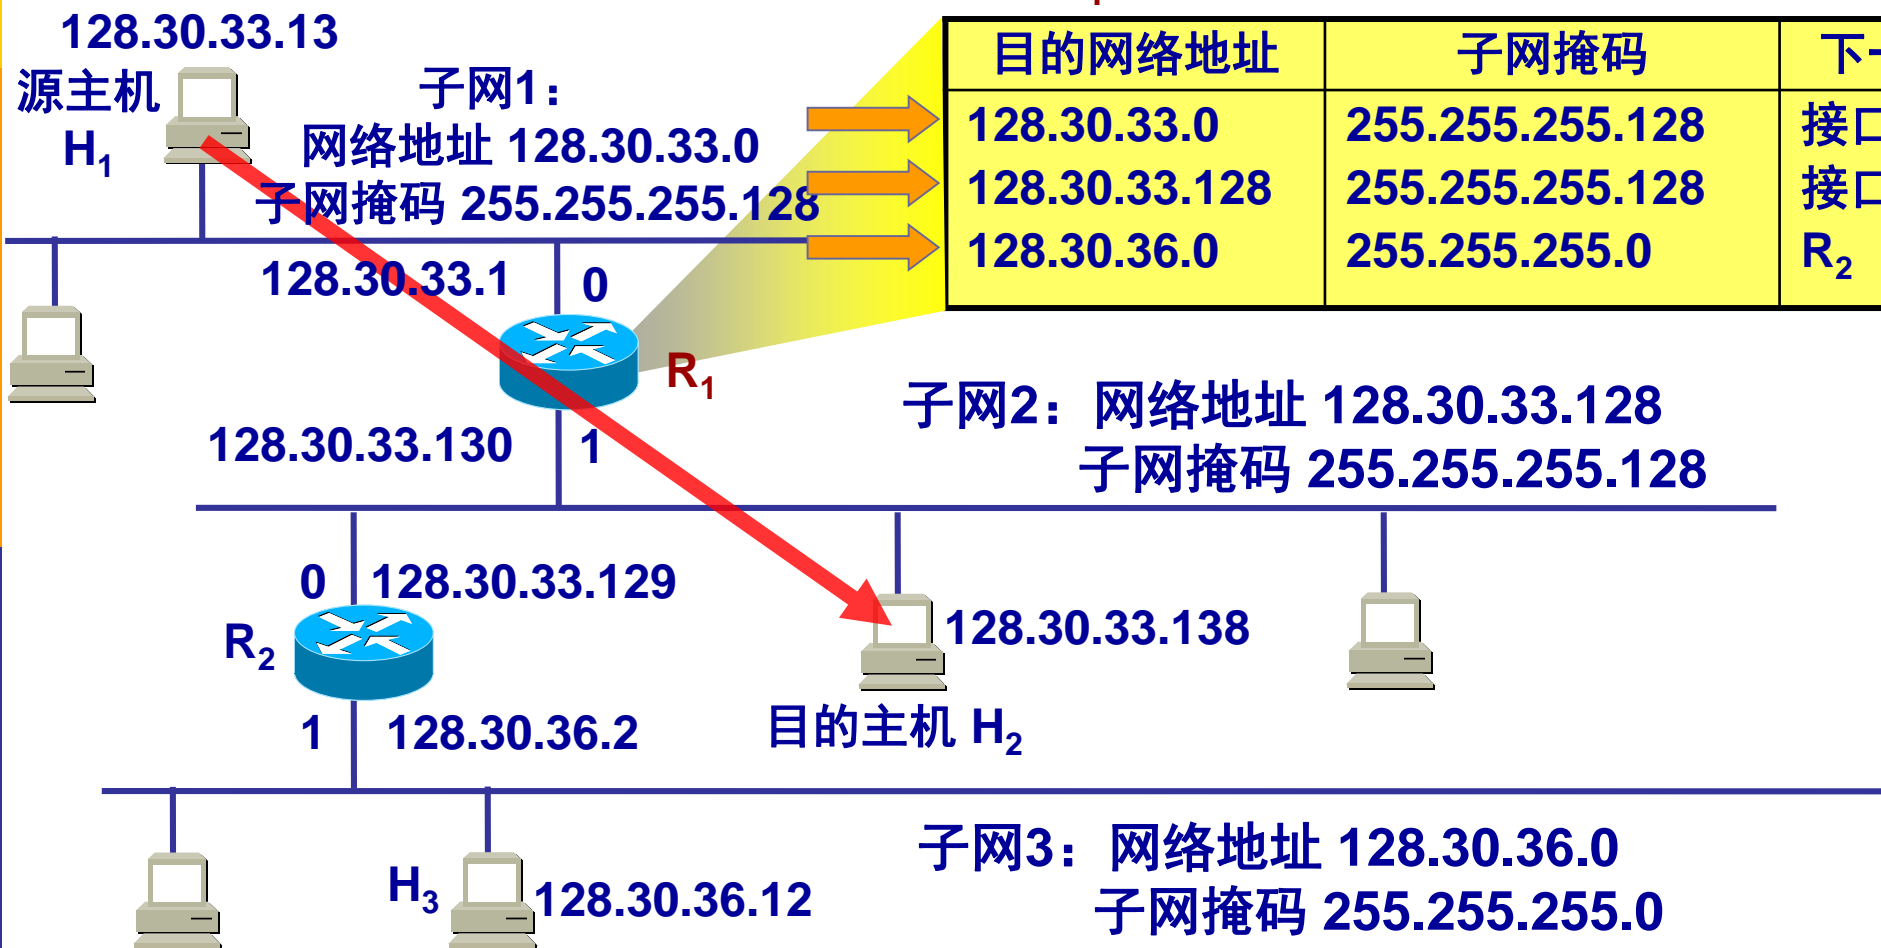 128.30.33.13
源主机
H1
子网1：
网络地址 128.30.33.0
子网掩码 255.255.255.128
目的网络地址 子网掩码 下一
128.30.33.0 255.255.255.128 接口
128.30.33.128 255.255.255.128 接口
128.30.36.0 255.255.255.0 R2
128.30.33.1 0
R1
128.30.33.130 1
子网2：网络地址 128.30.33.128
子网掩码 255.255.255.128
0 128.30.33.129
R2
128.30.33.138
1 128.30.36.2
目的主机 H2
子网3：网络地址 128.30.36.0
子网掩码 255.255.255.0
H3 128.30.36.12